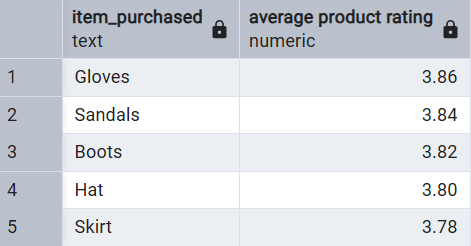 item_purchased average product rating
text numeric
1 Gloves 3.86
2 Sandals 3.84
3 Boots 3.82
4 Hat 3.80
5 Skirt 3.78